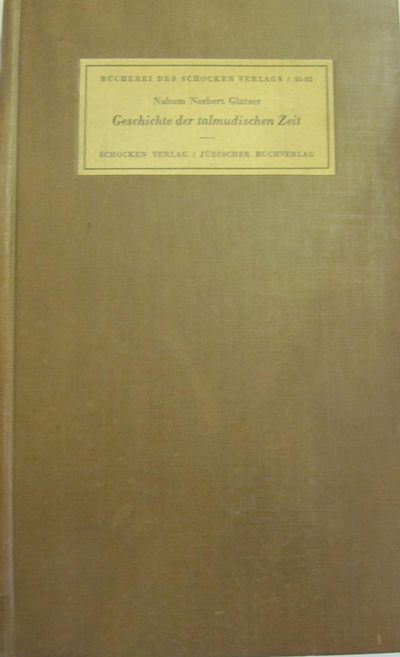 BÜCHEREI DES SCHOCKEN VERLAGS / 81-82
Nahum Norbert Glatzer
Geschichte der talmudischen Zeit
SCHOCKEN VERLAG / JÜDISCHER BUCHVERLAG